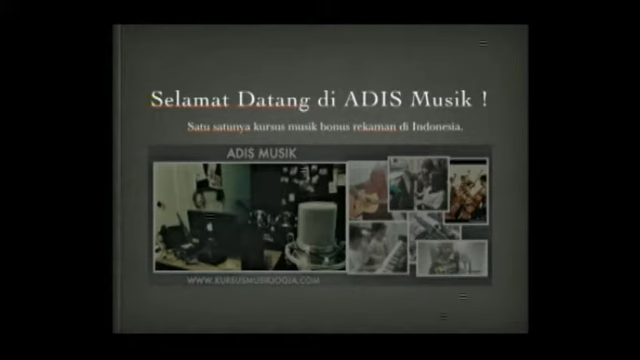 Selamat Datang di ADIS Musik !
Satu satunya kursus musik bonus rekaman di Indonesia.
ADIS MUSIK
WWW.KURSUSMUSIKJOGJA.COM